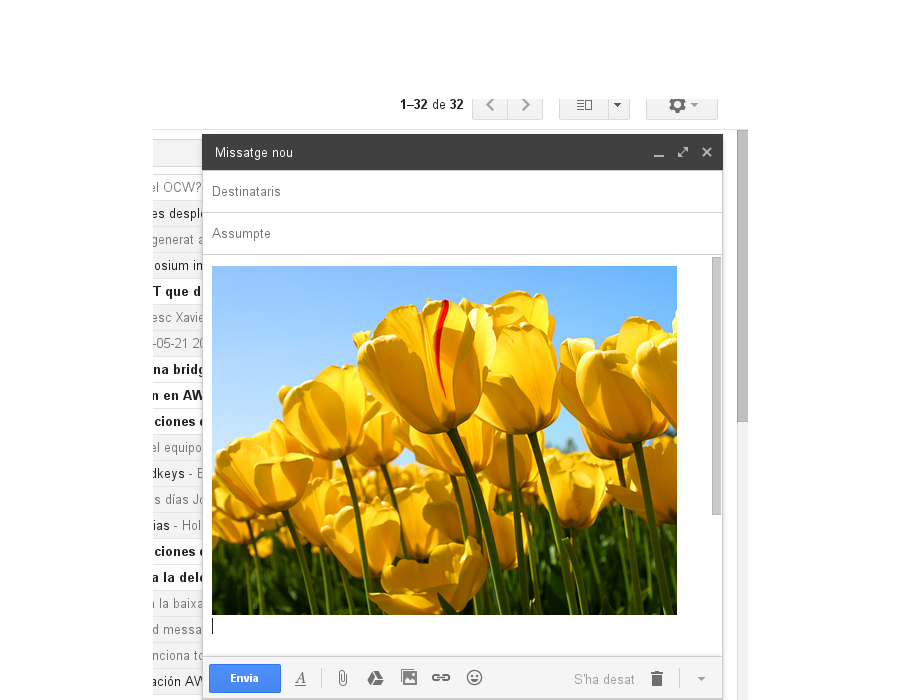 1–32 de 32
Missatge nou
Destinataris
Assumpte
el OCW?
es despl
generat a
osium in
T que d
esc Xavie
-05-21 20
na bridg
n en AW
ciones
el equipo
dkeys - E
s días Jo
ias - Hol
ciones
a la dele
la baixa
d messa
nciona to
ación AW
Envia
A
S'ha desat